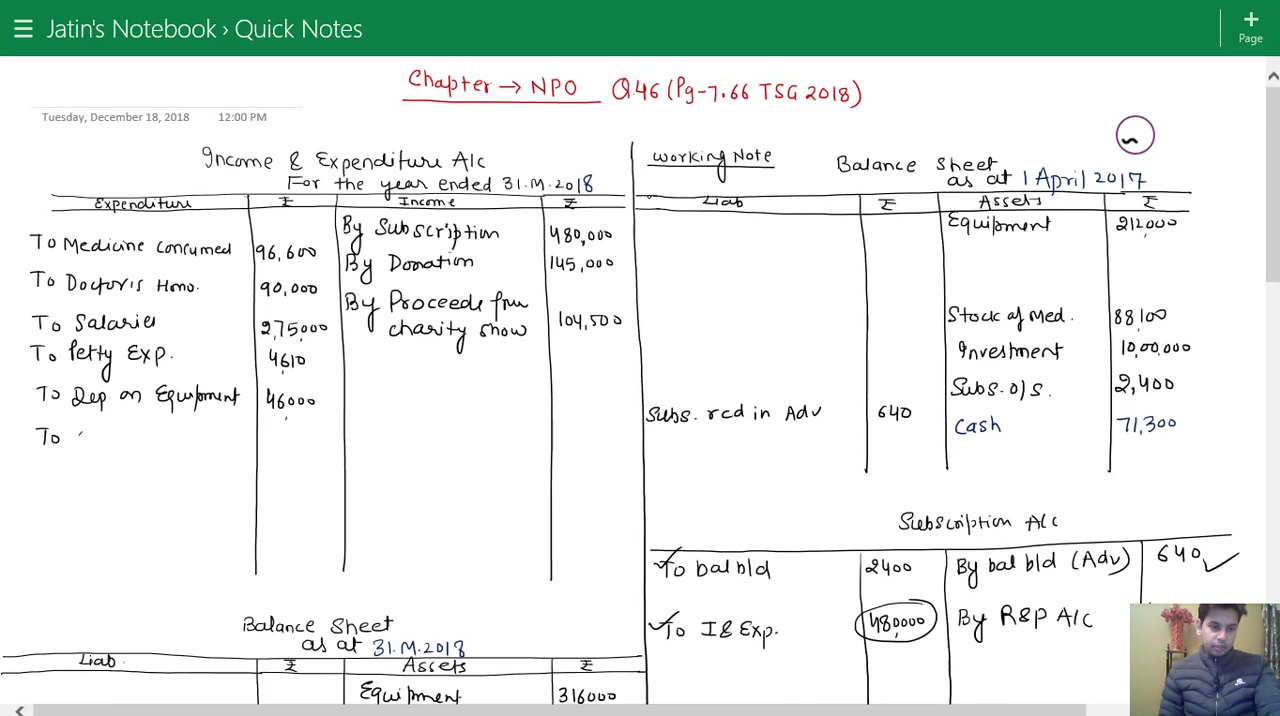 Jatin's Notebook › Quick Notes
Page
Chapter → NPO Q.46 (Pg-7.66 TSG 2018)
Tuesday, December 18, 2018 12:00 PM
Income & Expenditure A/c
For the year ended 31.M.2018
Expenditure ₹ Income ₹
To Medicine Consumed 96,600
To Doctor's Hono. 90,000
To Salaries 2,75,000
To Petty Exp. 4610
To Dep. on Equipment 46000
To
By Subscription 480,000
By Donation 145,000
By Proceeds from
charity show 104,500
Balance Sheet
as at 31.M.2018
Liab. ₹ Assets ₹
Equipment 316000
Working Note
Balance Sheet
as at 1 April 2017
Liab ₹ Assets ₹
Equipment 212,000
Stock of Med. 88,100
Investment 10,00,000
Subs. o/s. 2,400
Subs. recd in Adv 640 Cash 71,300
Subscription A/c
To bal b/d 2400 By bal b/d (Adv) 640
To I & Exp. 480000 By R&P A/c